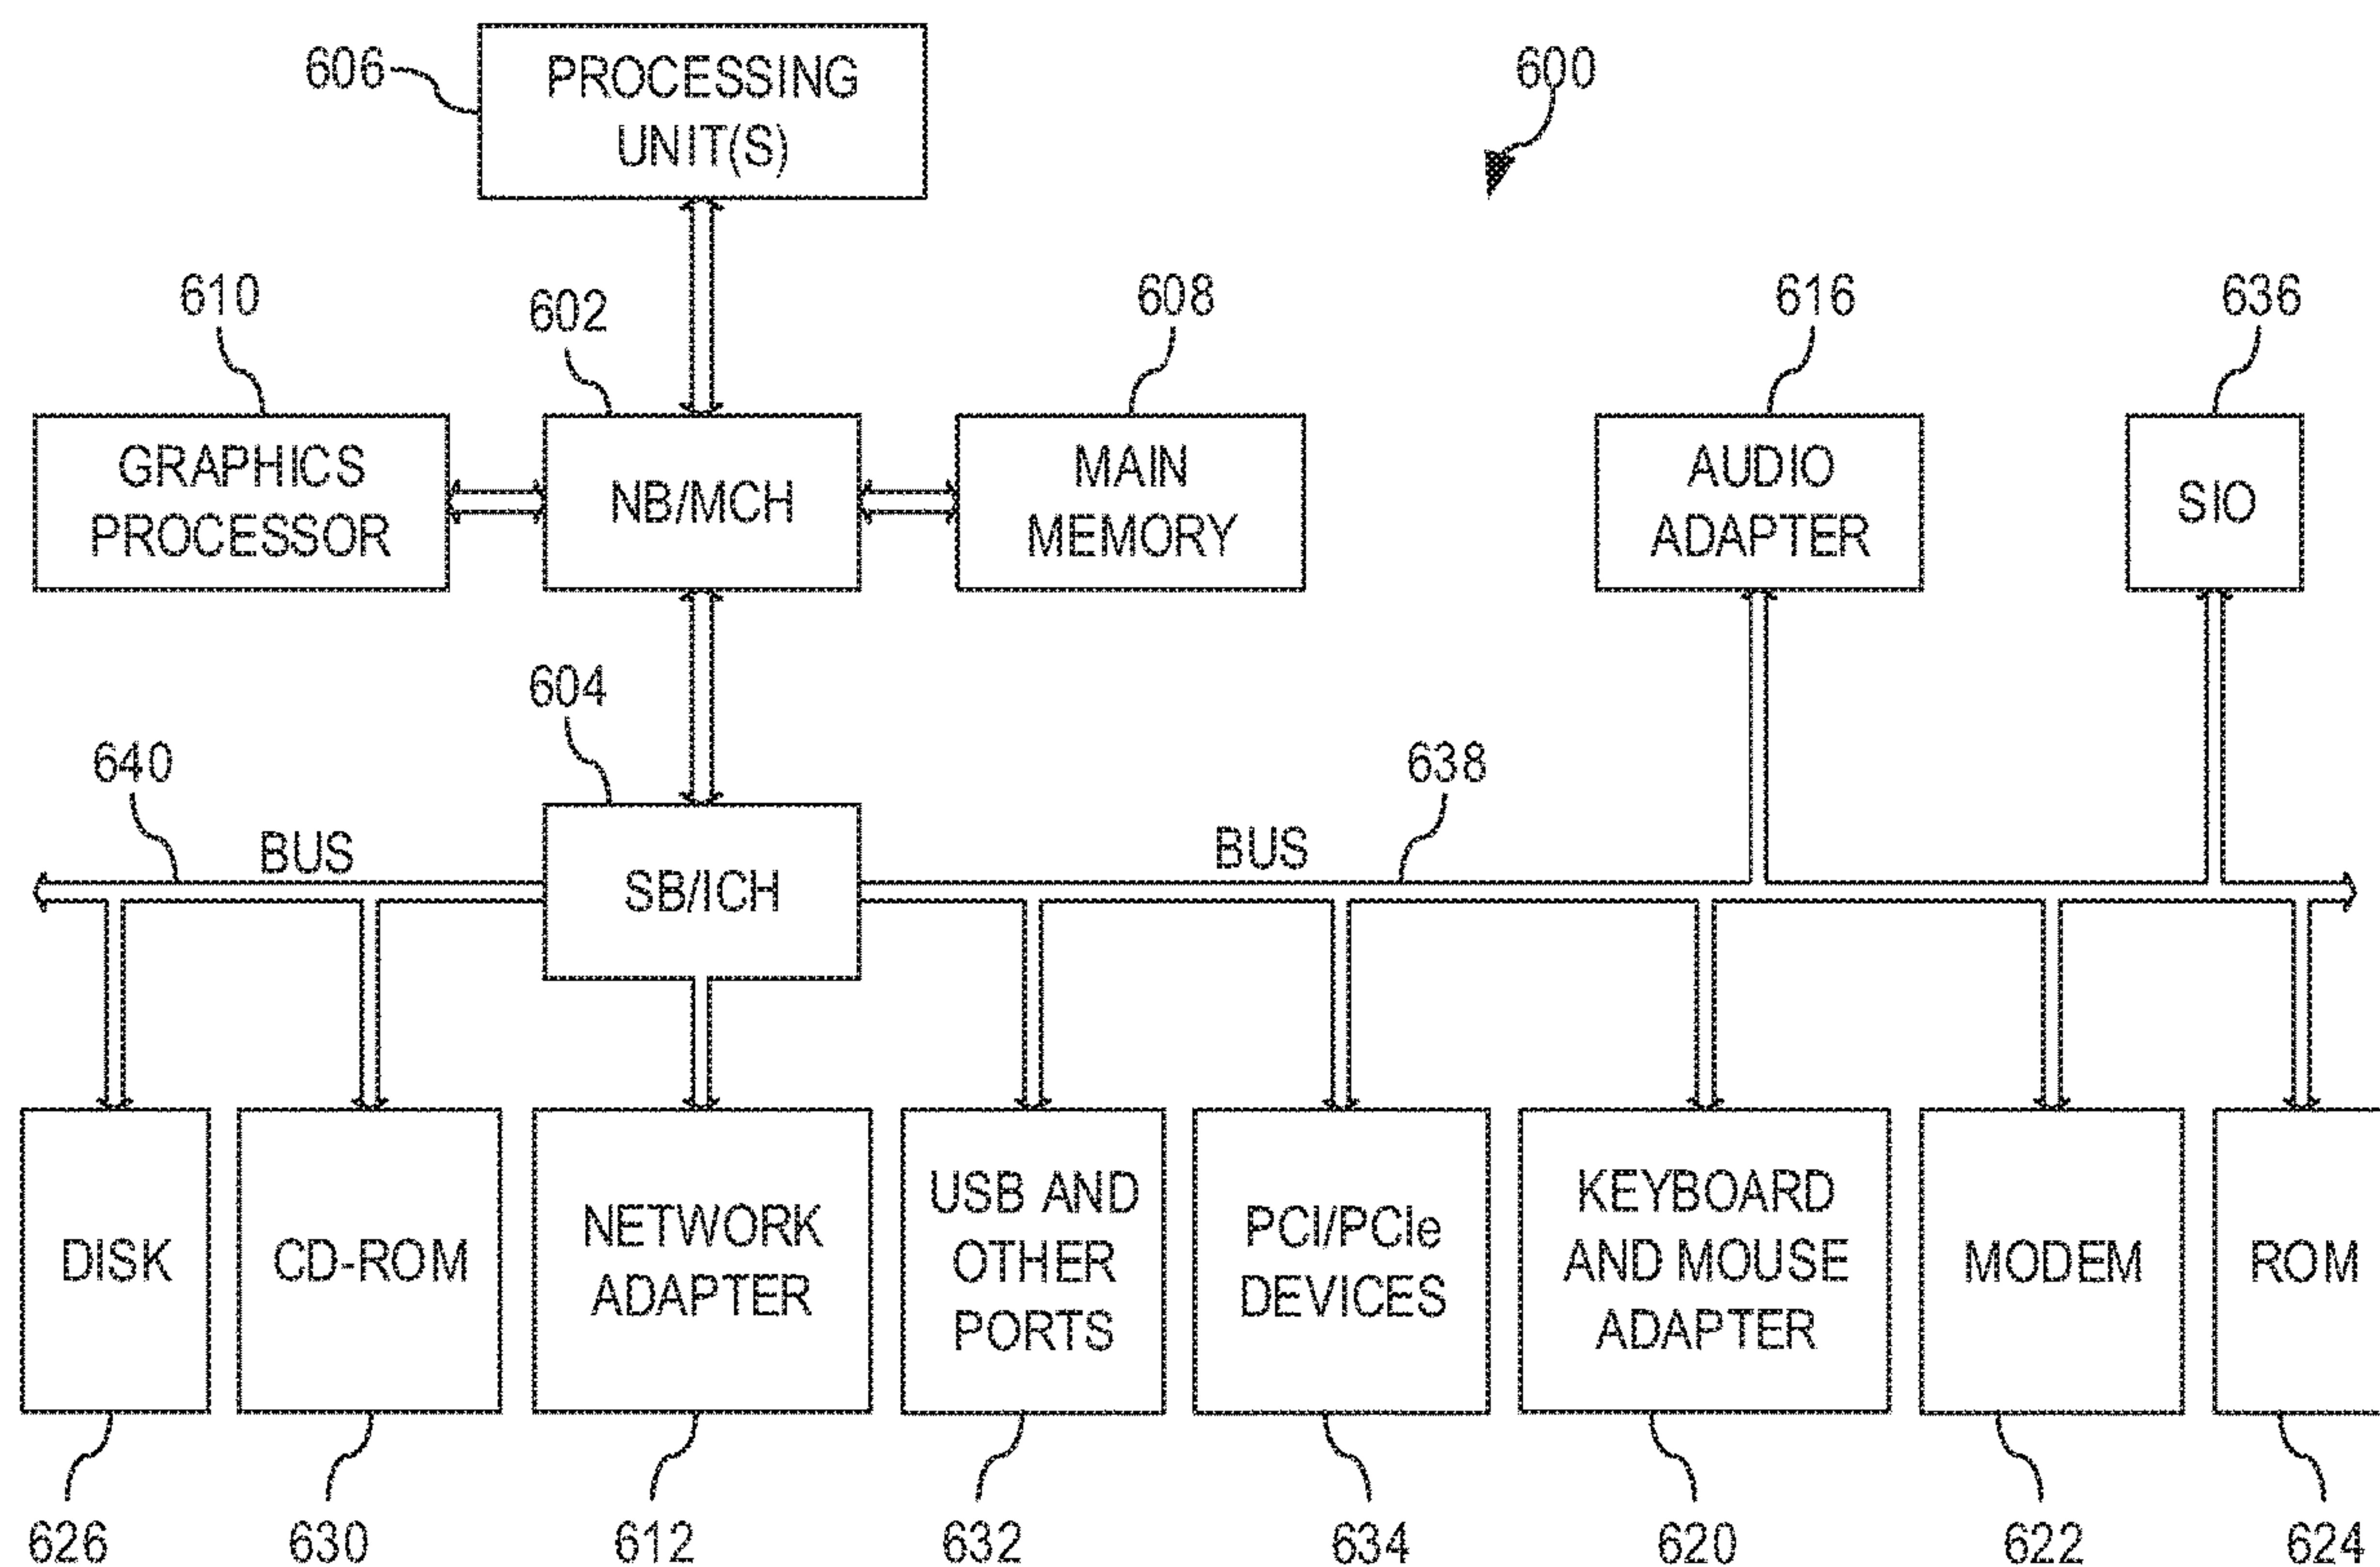 606
PROCESSING
UNIT(S)
600
610
602
608
616
636
GRAPHICS
PROCESSOR
NB/MCH
MAIN
MEMORY
AUDIO
ADAPTER
SIO
604
640
638
BUS
BUS
SB/ICH
DISK
CD-ROM
NETWORK
ADAPTER
USB AND
OTHER
PORTS
PCI/PCIe
DEVICES
KEYBOARD
AND MOUSE
ADAPTER
MODEM
ROM
626
630
612
632
634
620
622
624